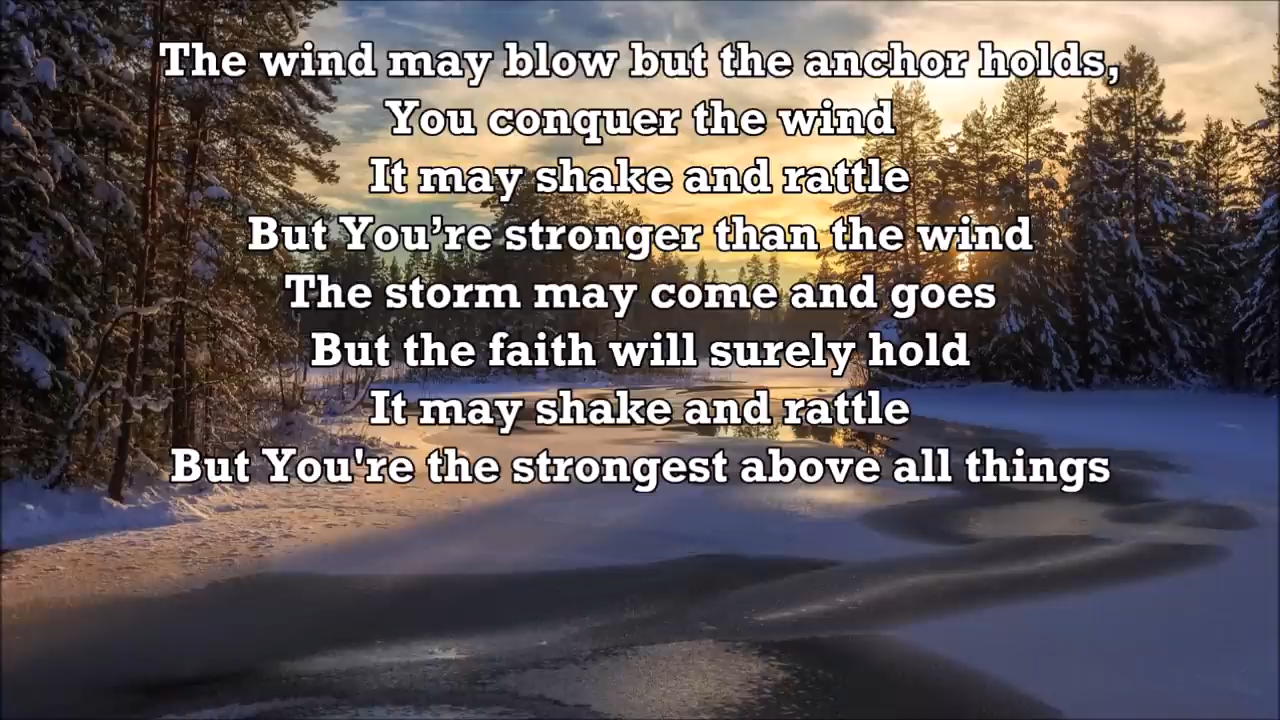 The wind may blow but the anchor holds,
You conquer the wind
It may shake and rattle
But You’re stronger than the wind
The storm may come and goes
But the faith will surely hold
It may shake and rattle
But You're the strongest above all things